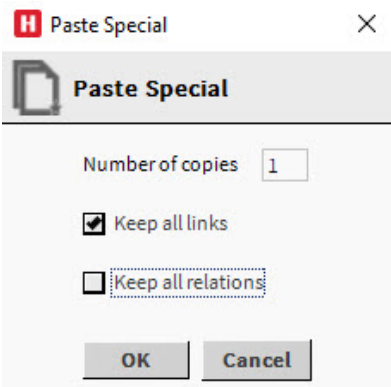 H Paste Special
Paste Special
Number of copies 1
Keep all links
Keep all relations
OK Cancel